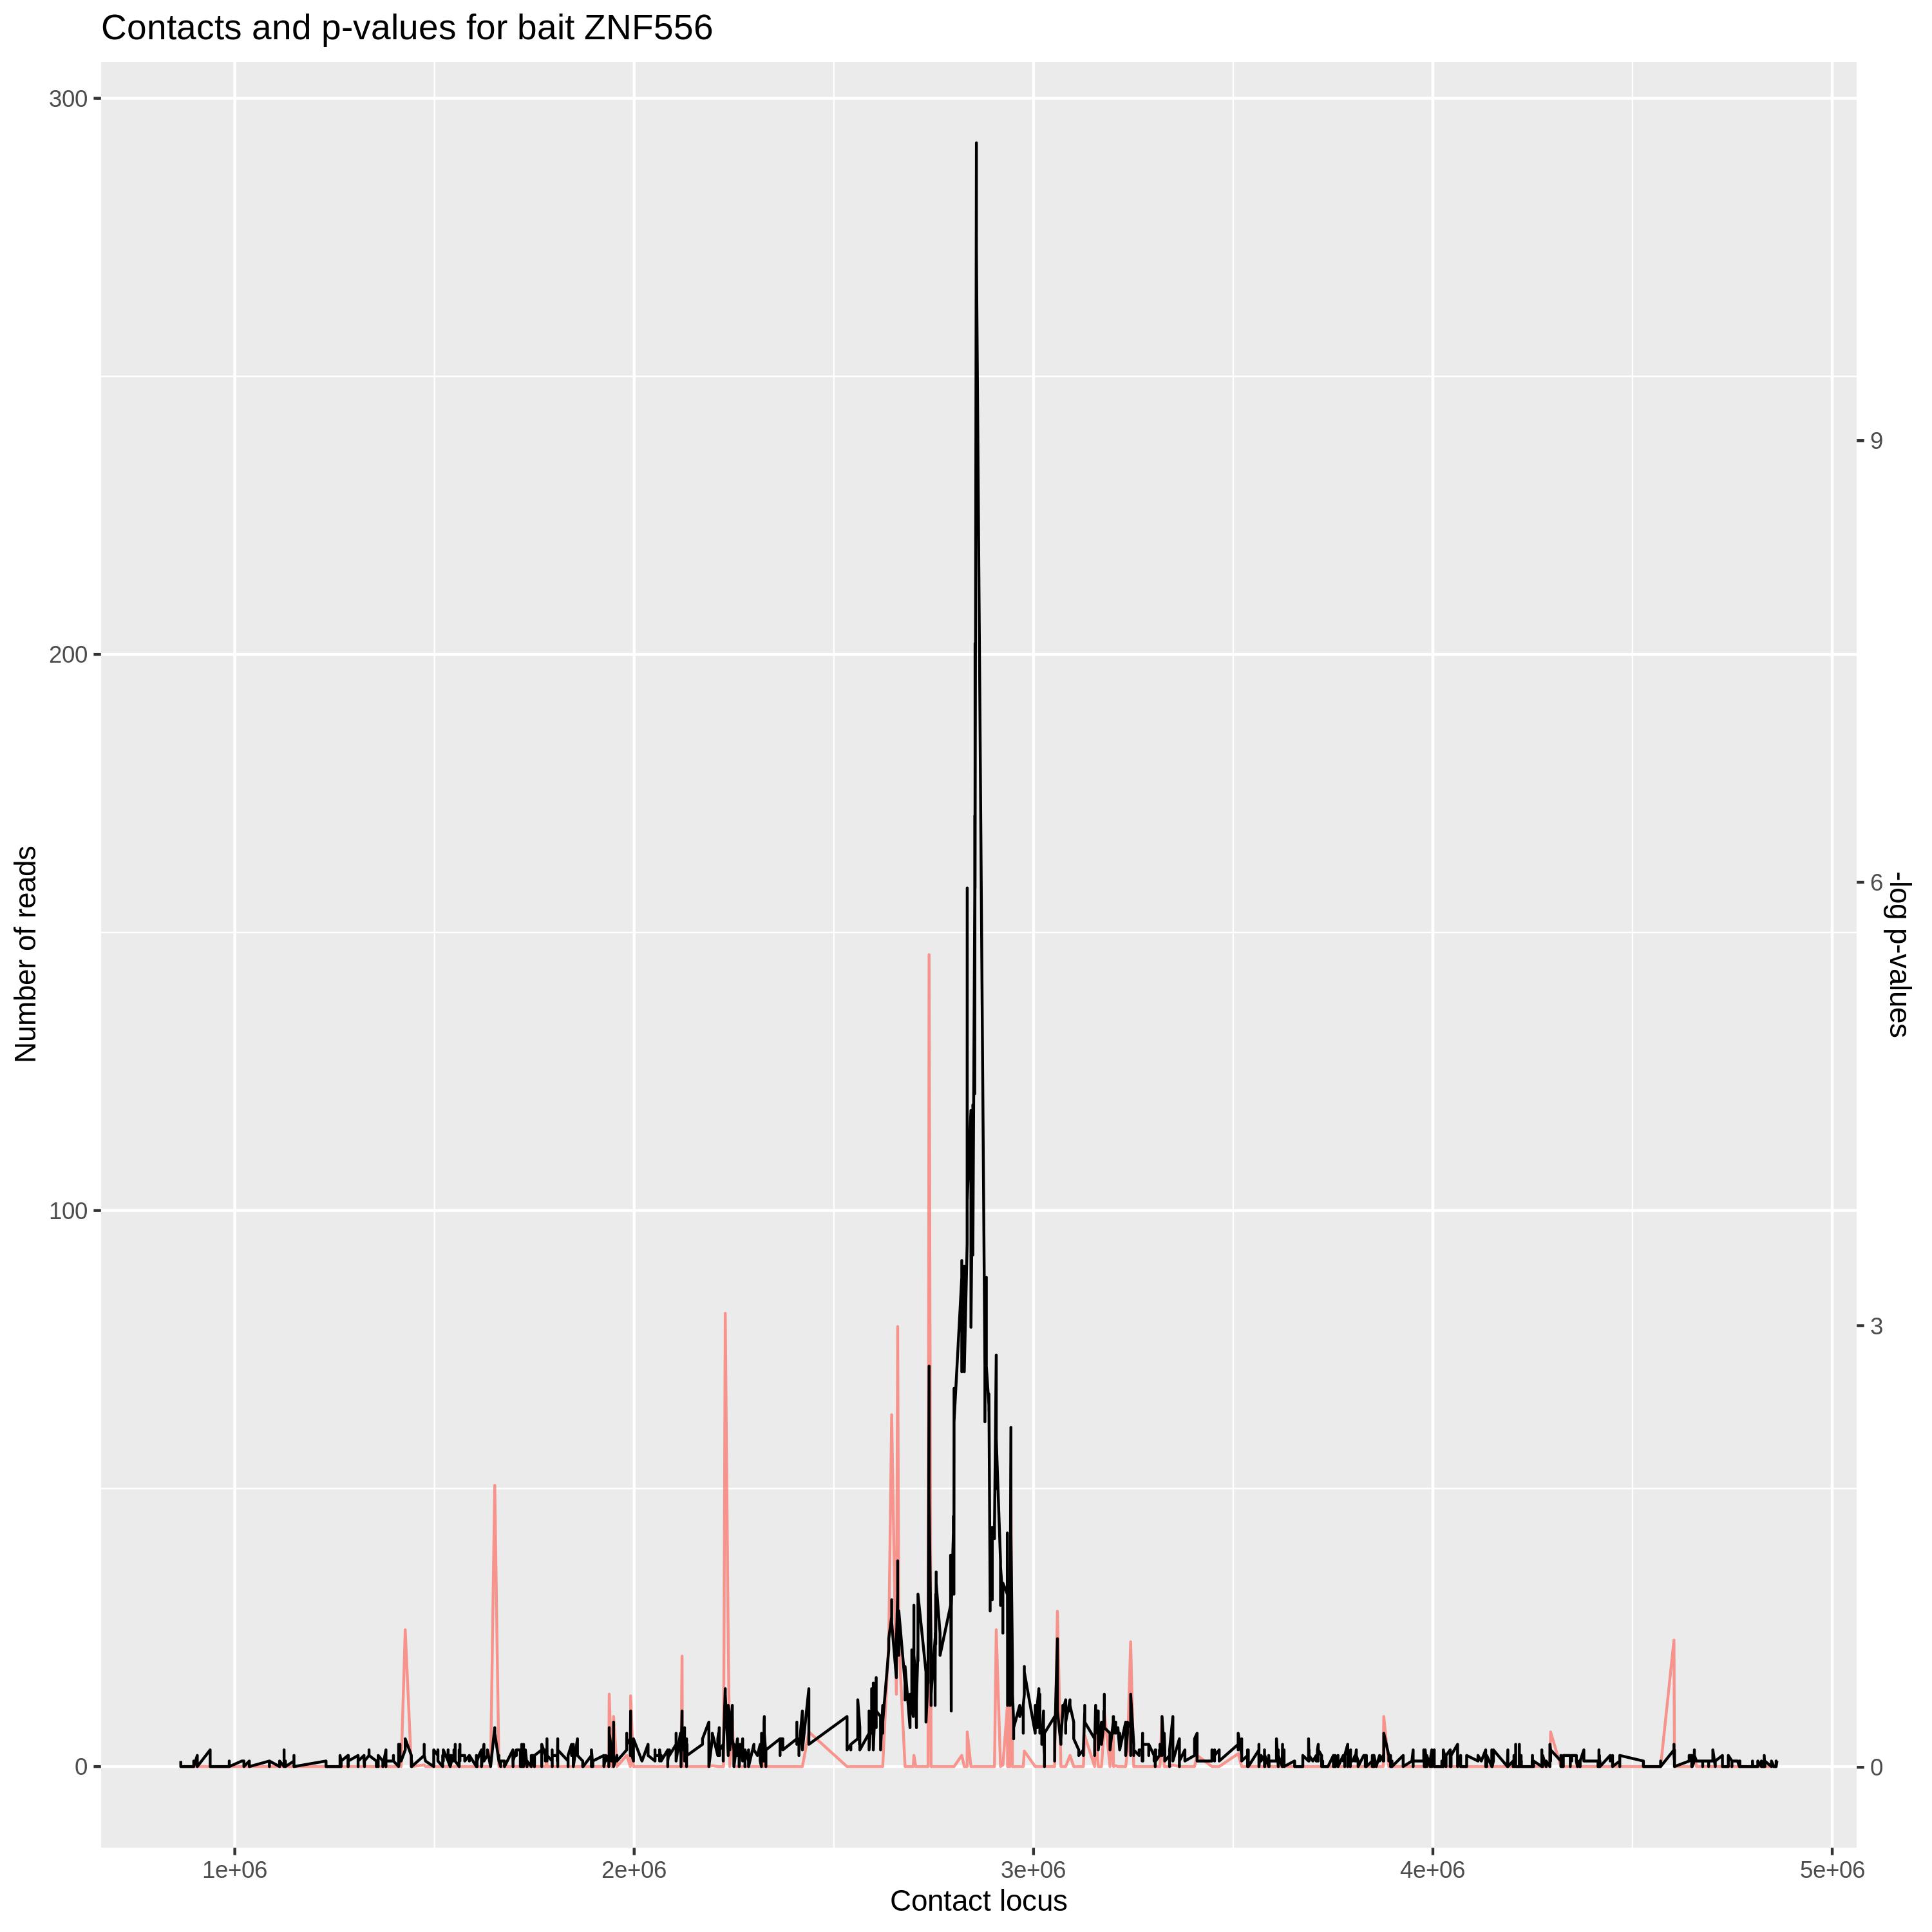 Contacts and p-values for bait ZNF556
300
200
100
0
Number of reads
9
6
3
0
-log p-values
1e+06 2e+06 3e+06 4e+06 5e+06
Contact locus